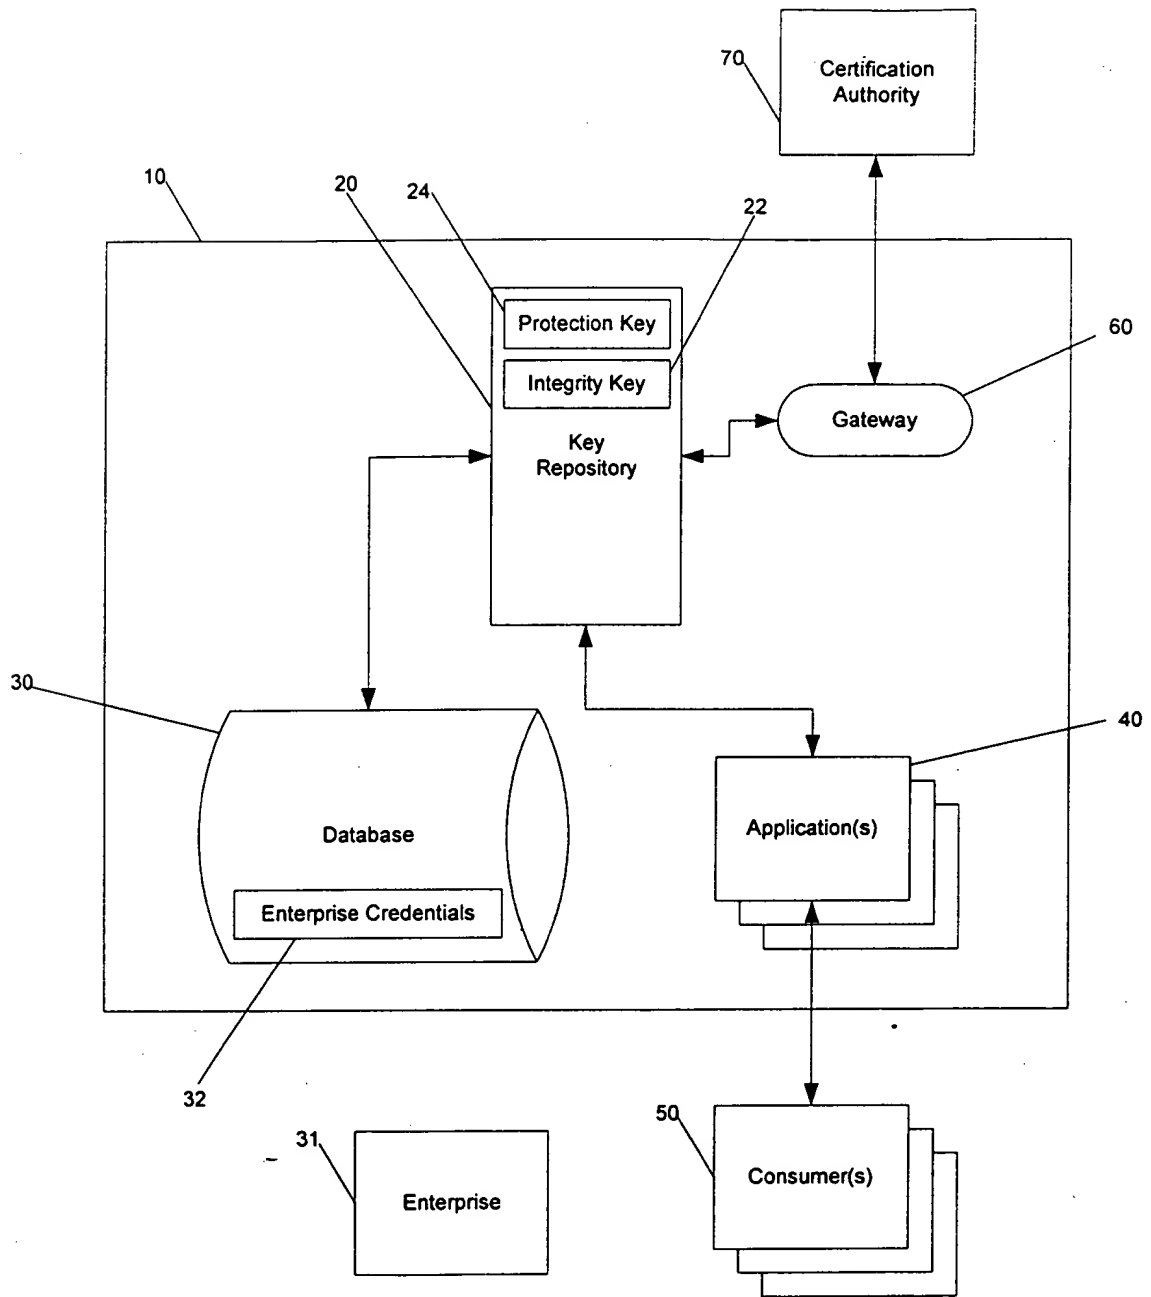 70
Certification
Authority
10
20
24
22
Protection Key
60
Integrity Key
Gateway
Key
Repository
30
40
Application(s)
Database
Enterprise Credentials
32
50
31
Consumer(s)
Enterprise